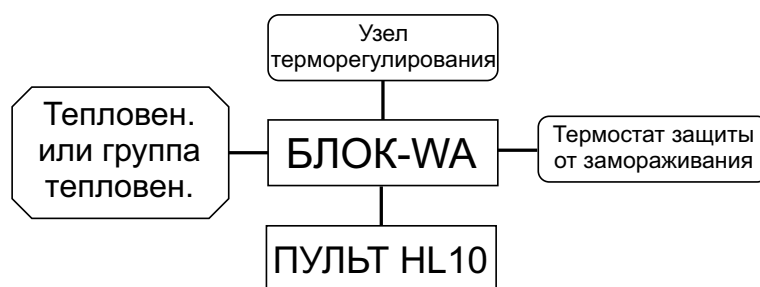 Узел
терморегулирования
Тепловен.
или группа
тепловен.
БЛОК-WA
Термостат защиты
от замораживания
ПУЛЬТ HL10